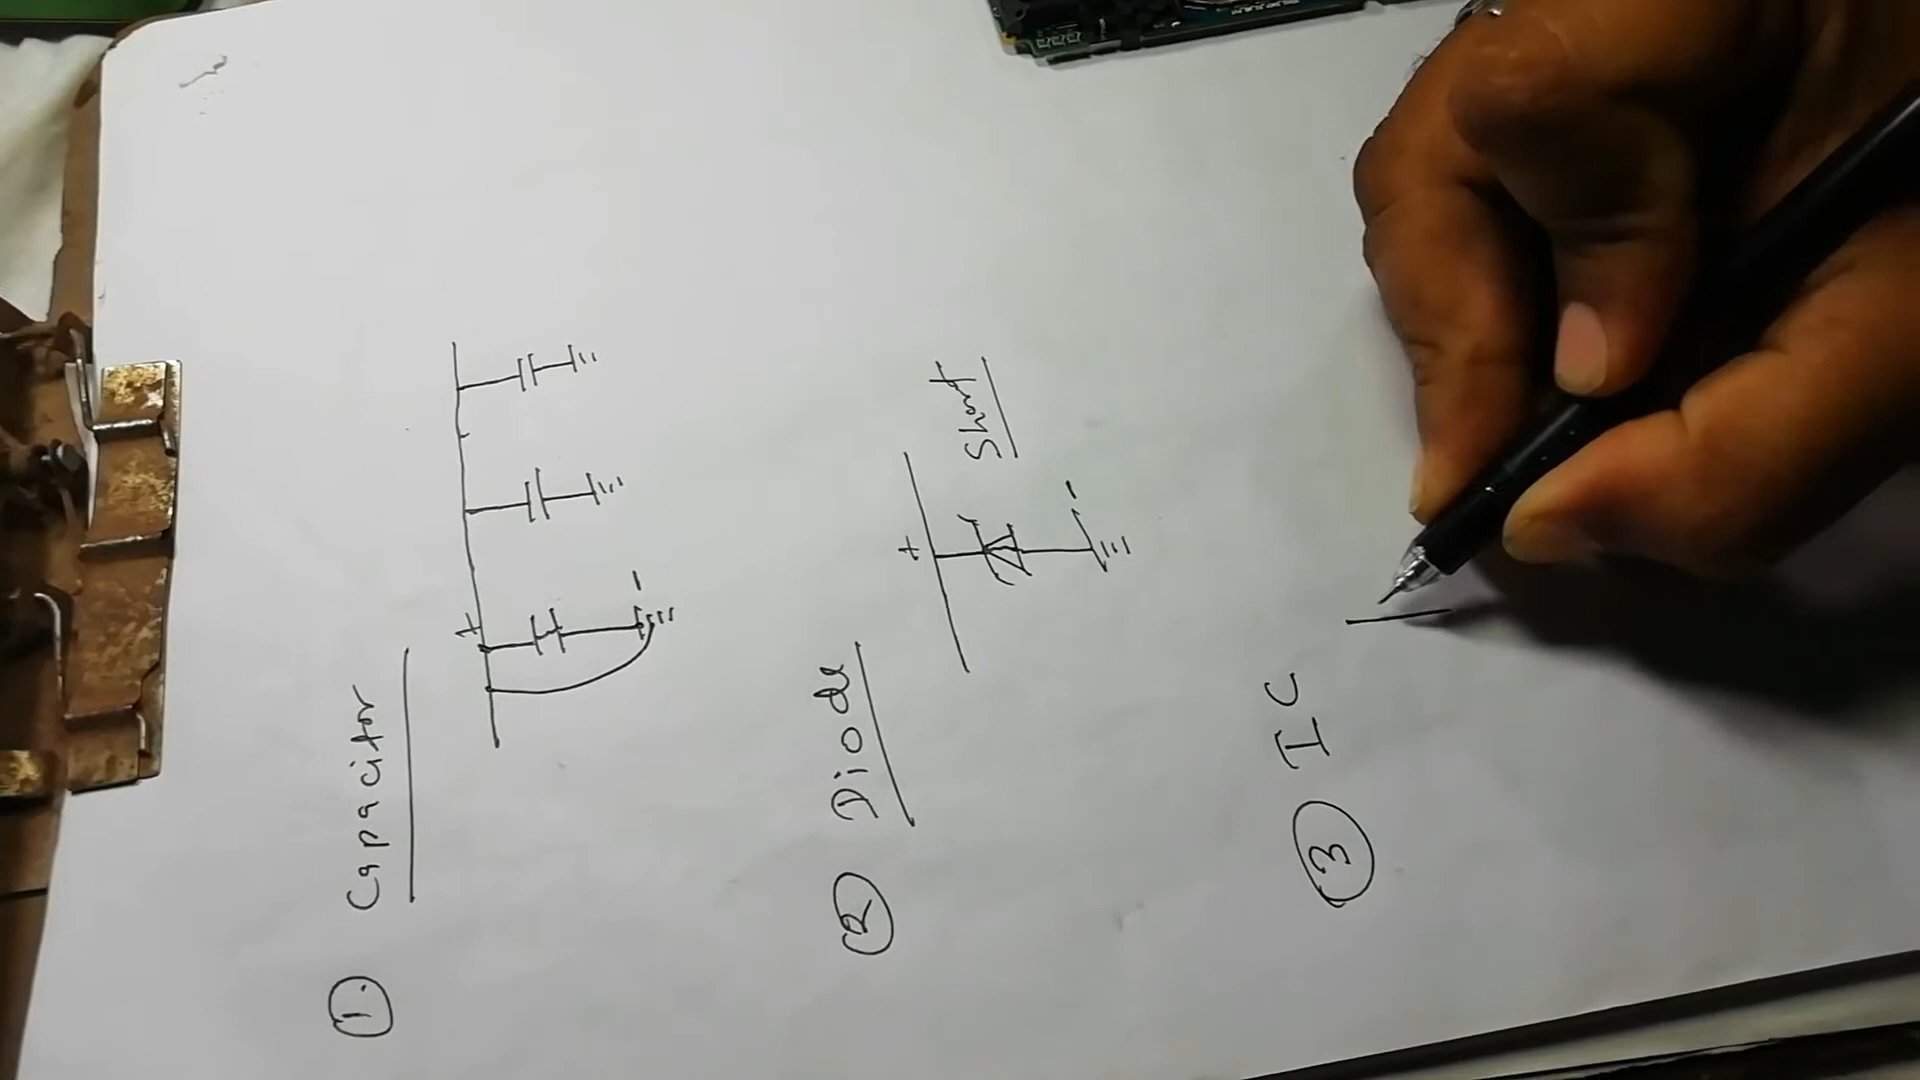 1. Capacitor
+ -
2 Diode
+ -
Short
3 IC